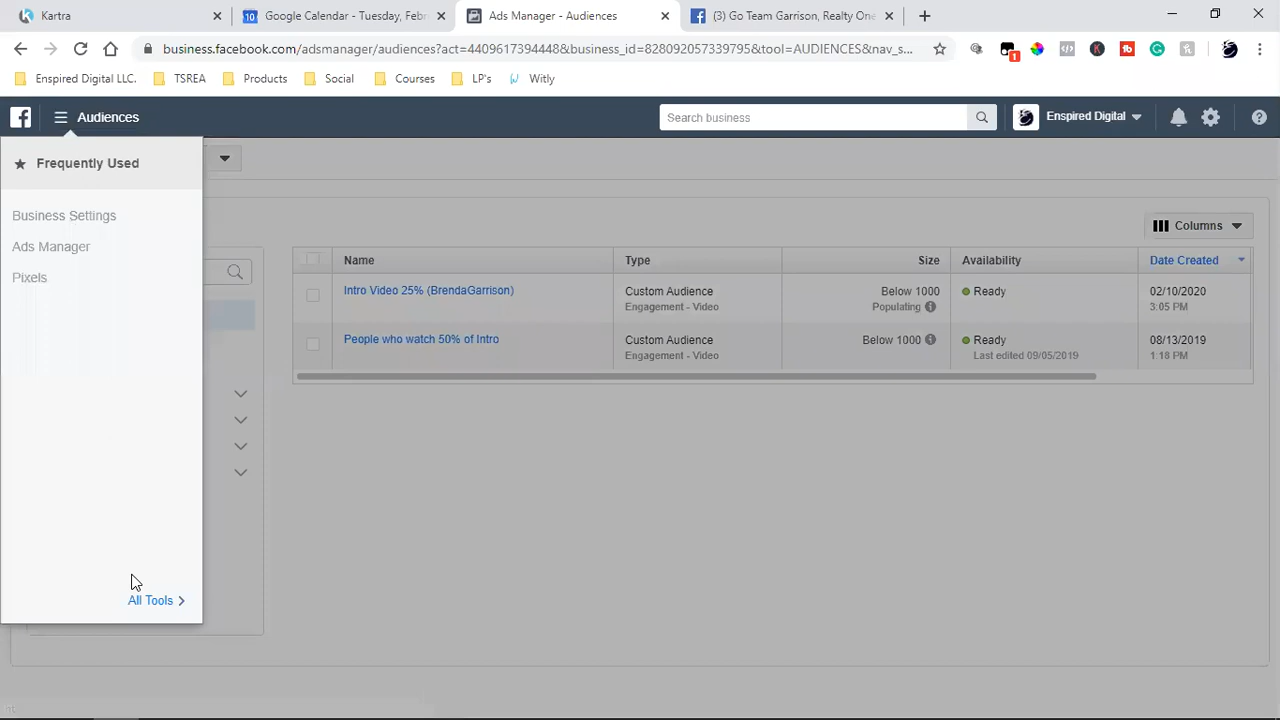 Kartra
Google Calendar - Tuesday, Febr
Ads Manager - Audiences
(3) Go Team Garrison, Realty One
business.facebook.com/adsmanager/audiences?act=4409617394448&business_id=828092057339795&tool=AUDIENCES&nav_s...
Enspired Digital LLC.
TSREA
Products
Social
Courses
LP's
Witly
Audiences
Search business
Enspired Digital
Frequently Used
Business Settings
Ads Manager
Pixels
All Tools
Columns
Name
Type
Size
Availability
Date Created
Intro Video 25% (BrendaGarrison)
Custom Audience
Engagement - Video
Below 1000
Populating
Ready
02/10/2020
3:05 PM
People who watch 50% of Intro
Custom Audience
Engagement - Video
Below 1000
Ready
Last edited 09/05/2019
08/13/2019
1:18 PM